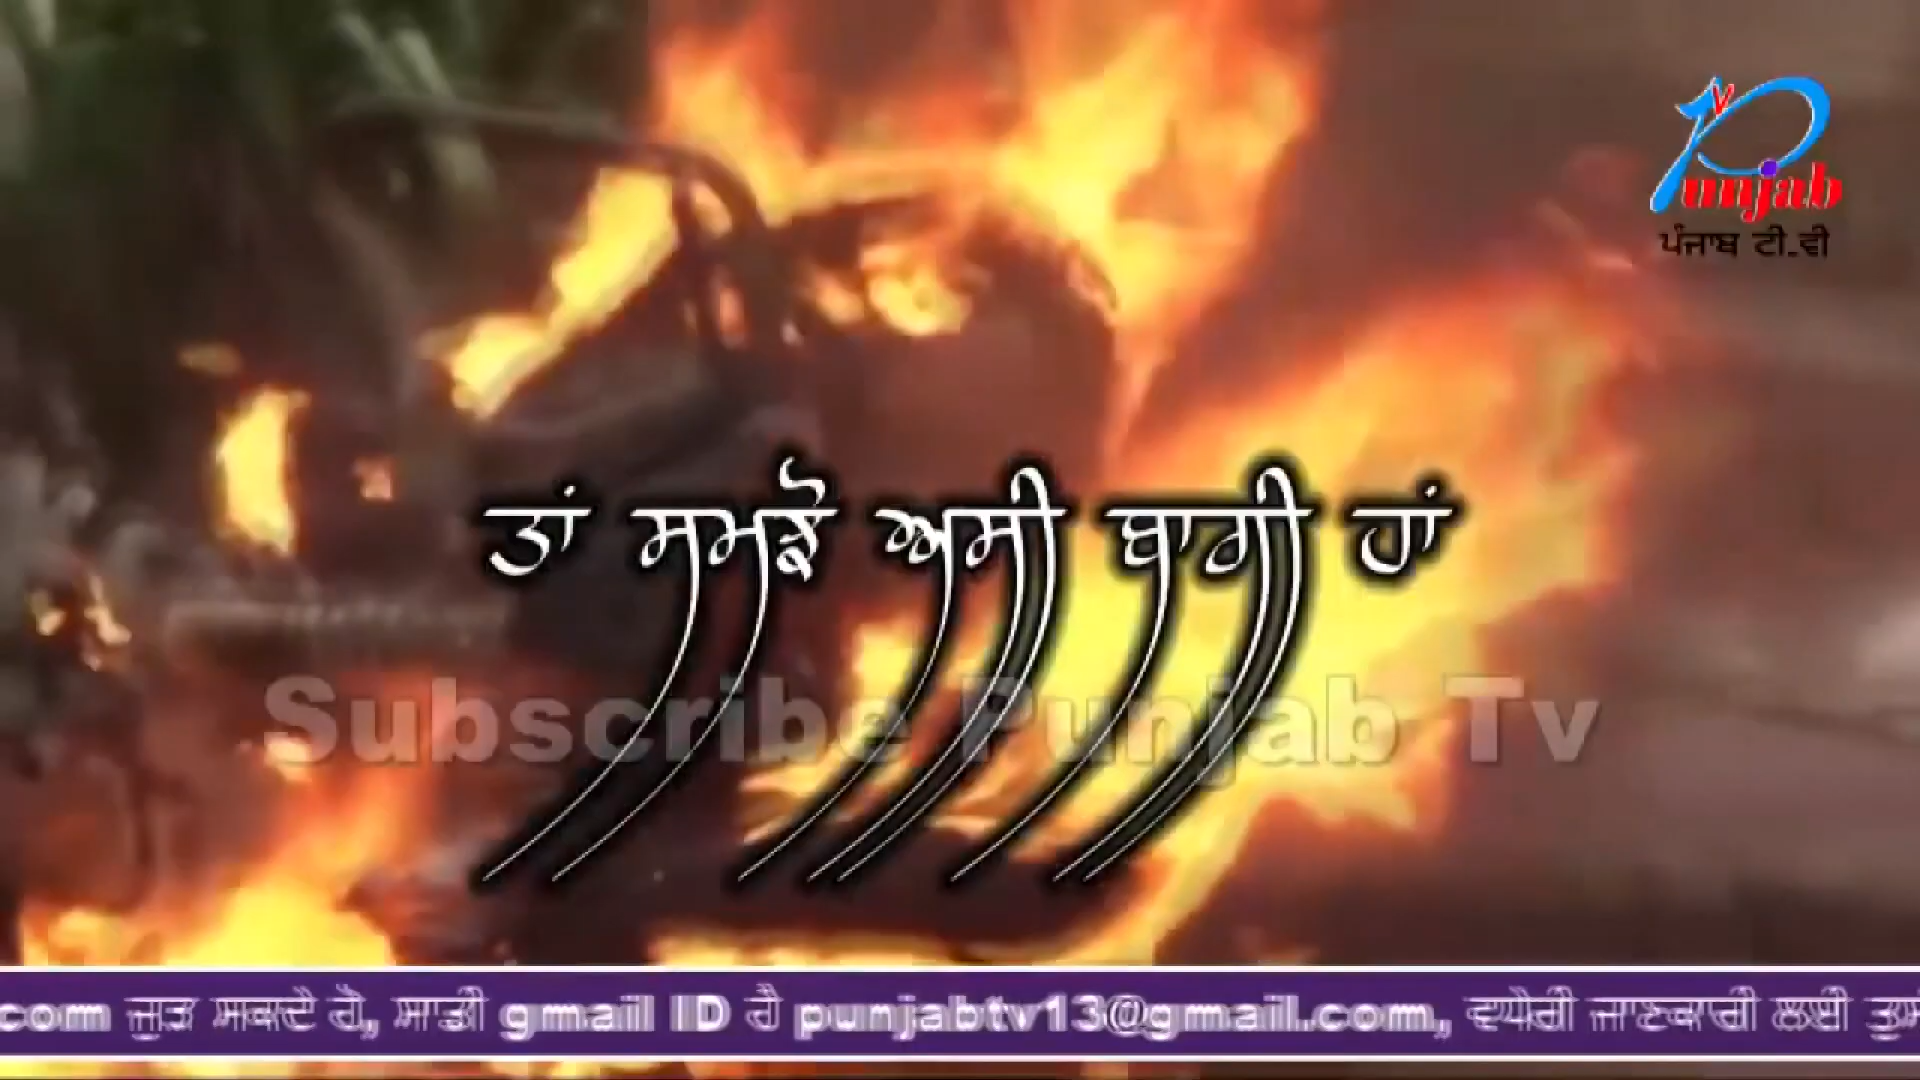 Punjab
ਪੰਜਾਬ ਟੀ.ਵੀ
ਤਾਂ ਸਮਝੋ ਅਸੀ ਬਾਗੀ ਹਾਂ
Subscribe Punjab Tv
com ਜੁੜ ਸਕਦੇ ਹੋ, ਸਾਡੀ gmail ID ਹੈ punjabtv13@gmail.com, ਵਧੇਰੀ ਜਾਣਕਾਰੀ ਲਈ